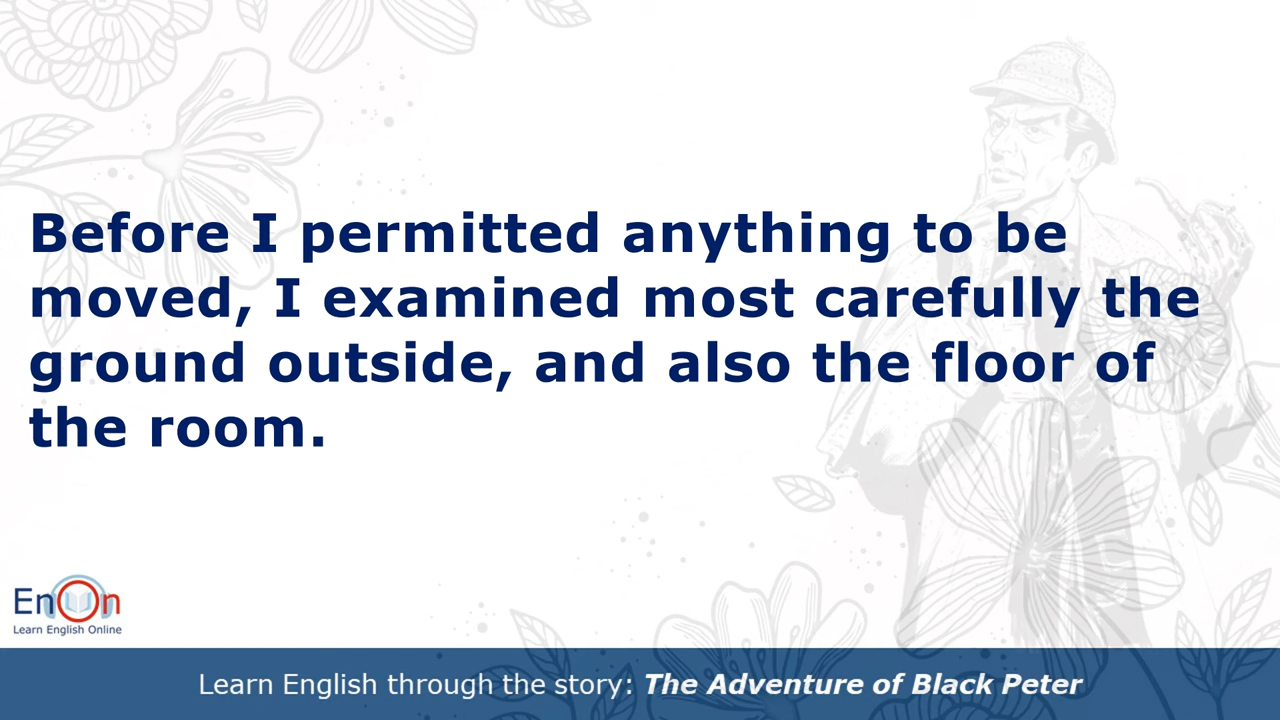 Before I permitted anything to be
moved, I examined most carefully the
ground outside, and also the floor of
the room.
EnOn
Learn English Online
Learn English through the story: The Adventure of Black Peter